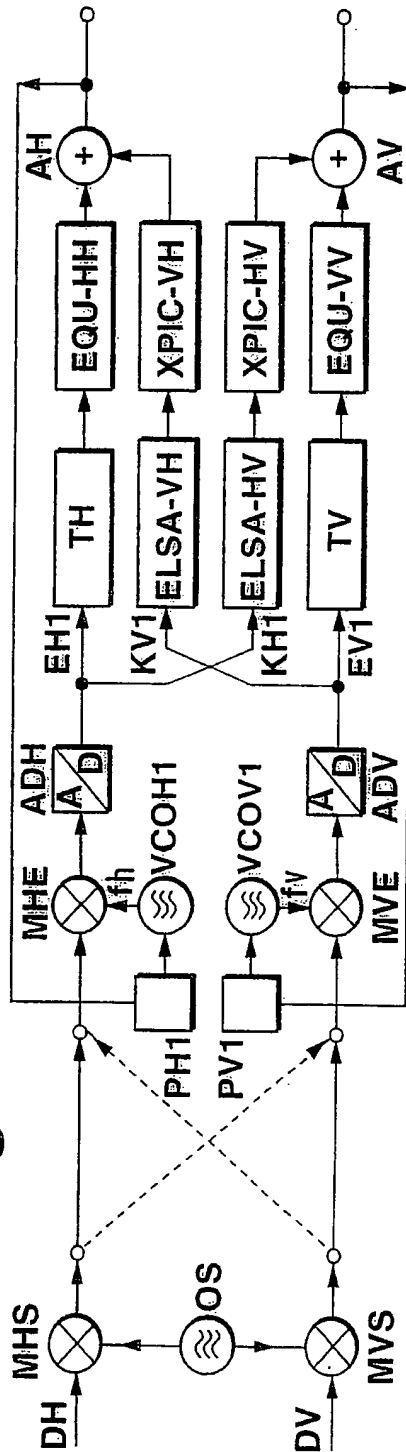 DH
MHS
OS
DV
MVS
MHE
fh
VCOH1
PH1
PV1
VCOV1
fv
MVE
ADH
A
D
A
D
ADV
EH1
KV1
KH1
EV1
TH
ELSA-VH
ELSA-HV
TV
EQU-HH
XPIC-VH
XPIC-HV
EQU-VV
AH
+
+
AV